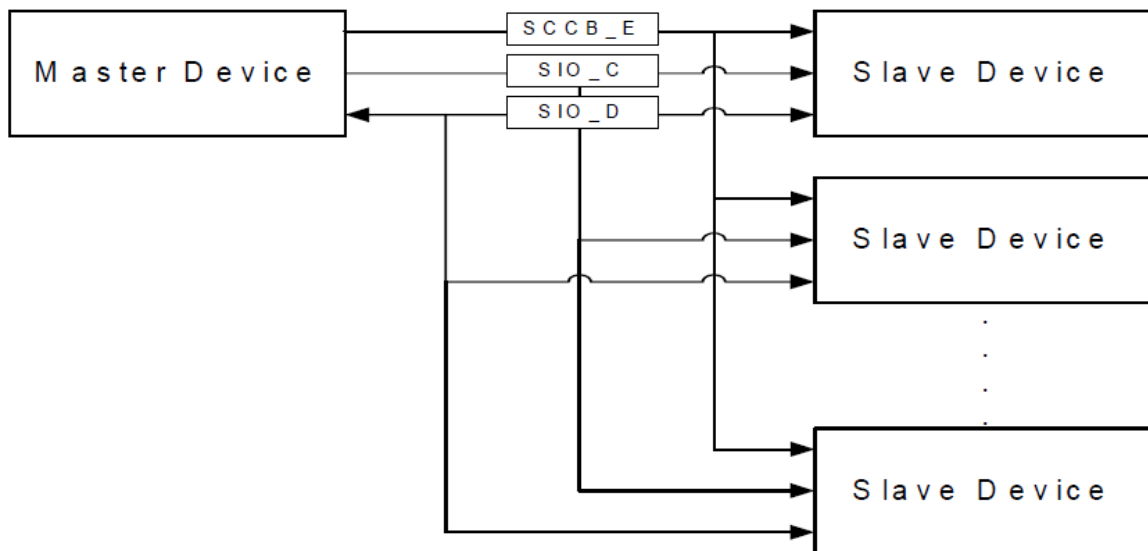 SCCB_E
Master Device
SIO_C
SIO_D
Slave Device
Slave Device
Slave Device